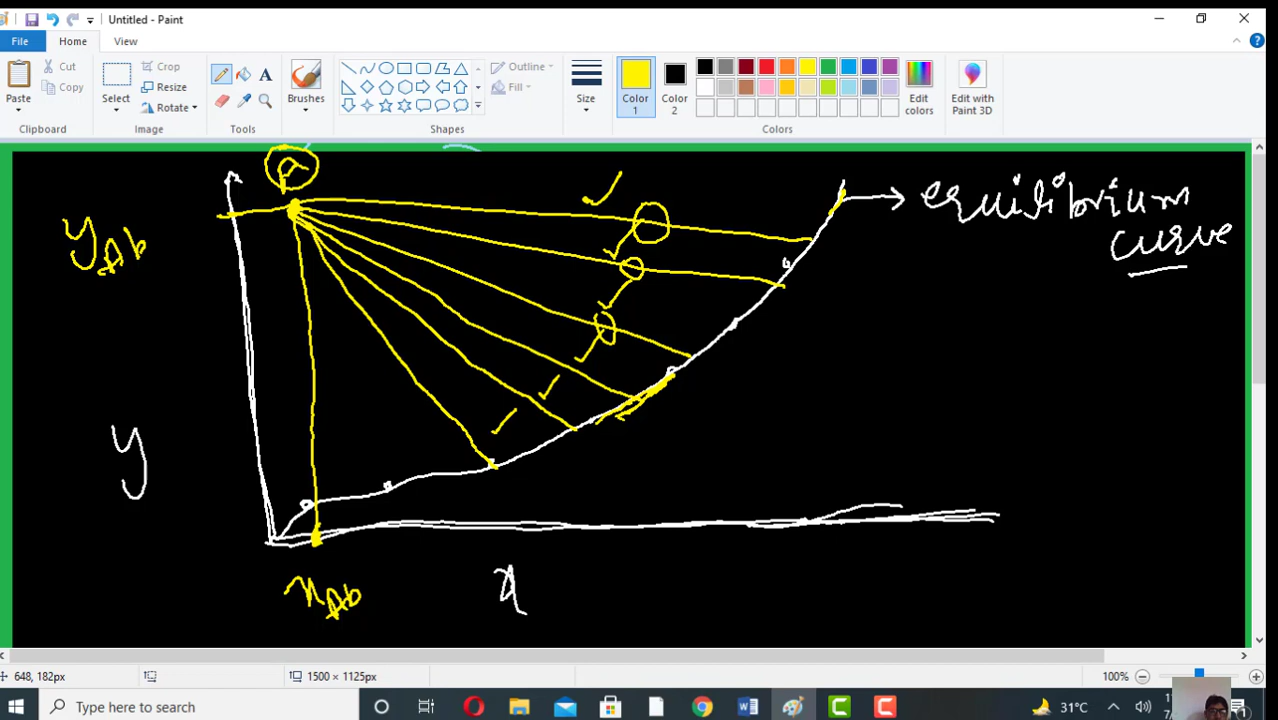 Untitled - Paint
File Home View
Paste
Cut
Copy
Clipboard
Select
Crop
Resize
Rotate
Image
A
Tools
Brushes
Outline
Fill
Shapes
Size
Color 1
Color 2
Edit colors
Colors
Edit with Paint 3D
P
yAb
equilibrium
curve
y
xAb
x
648, 182px
1500 × 1125px
100%
Type here to search
31°C